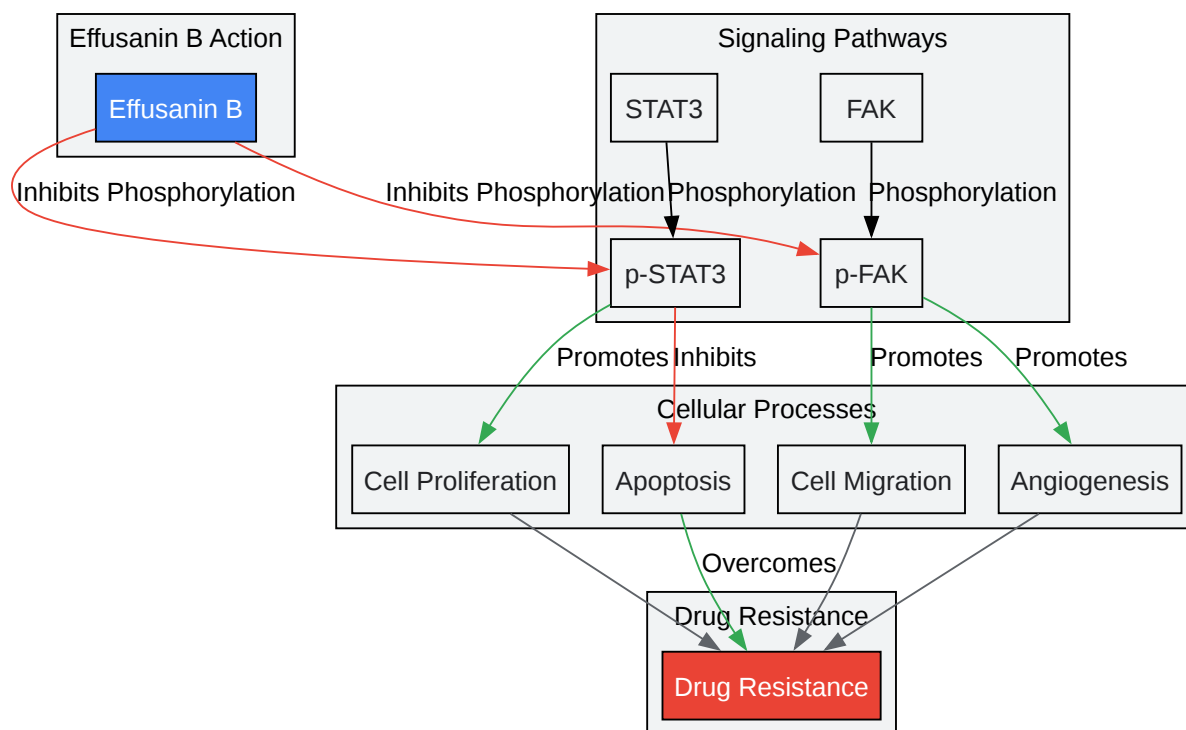 Effusanin B Action
Signaling Pathways
Effusanin B
STAT3
FAK
Inhibits Phosphorylation
Inhibits Phosphorylation
Phosphorylation
Phosphorylation
p-STAT3
p-FAK
Promotes
Inhibits
Promotes
Promotes
Cellular Processes
Cell Proliferation
Apoptosis
Cell Migration
Angiogenesis
Overcomes
Drug Resistance
Drug Resistance